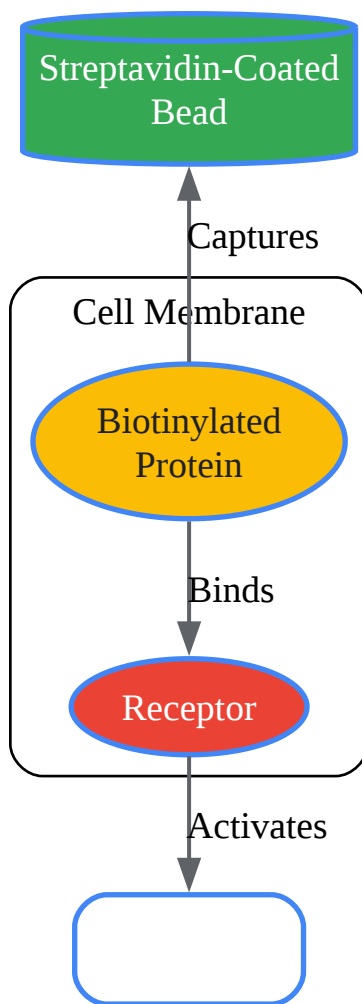 Streptavidin-Coated
Bead
Captures
Cell Membrane
Biotinylated
Protein
Binds
Receptor
Activates